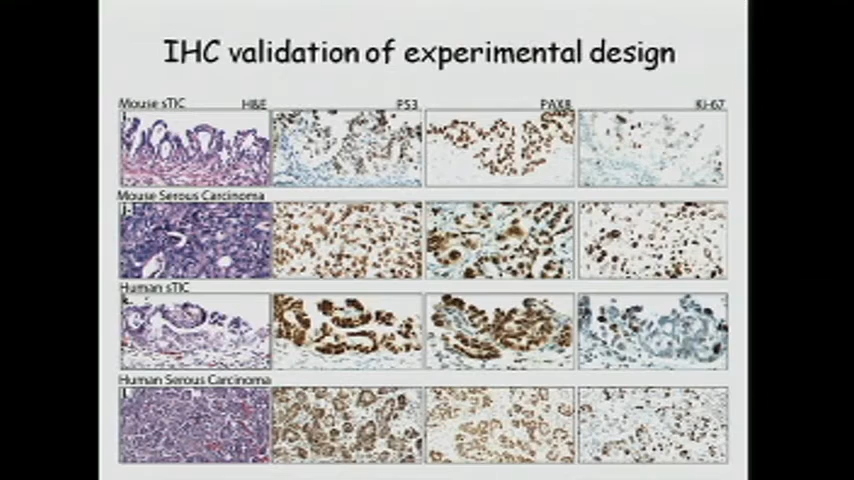 IHC validation of experimental design
Mouse sTIC H&E P53 PAX8 Ki-67
Mouse Serous Carcinoma
Human sTIC
Human Serous Carcinoma